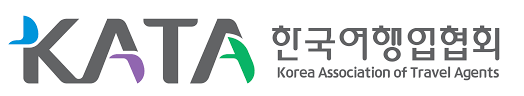 KATA
한국여행업협회
Korea Association of Travel Agents